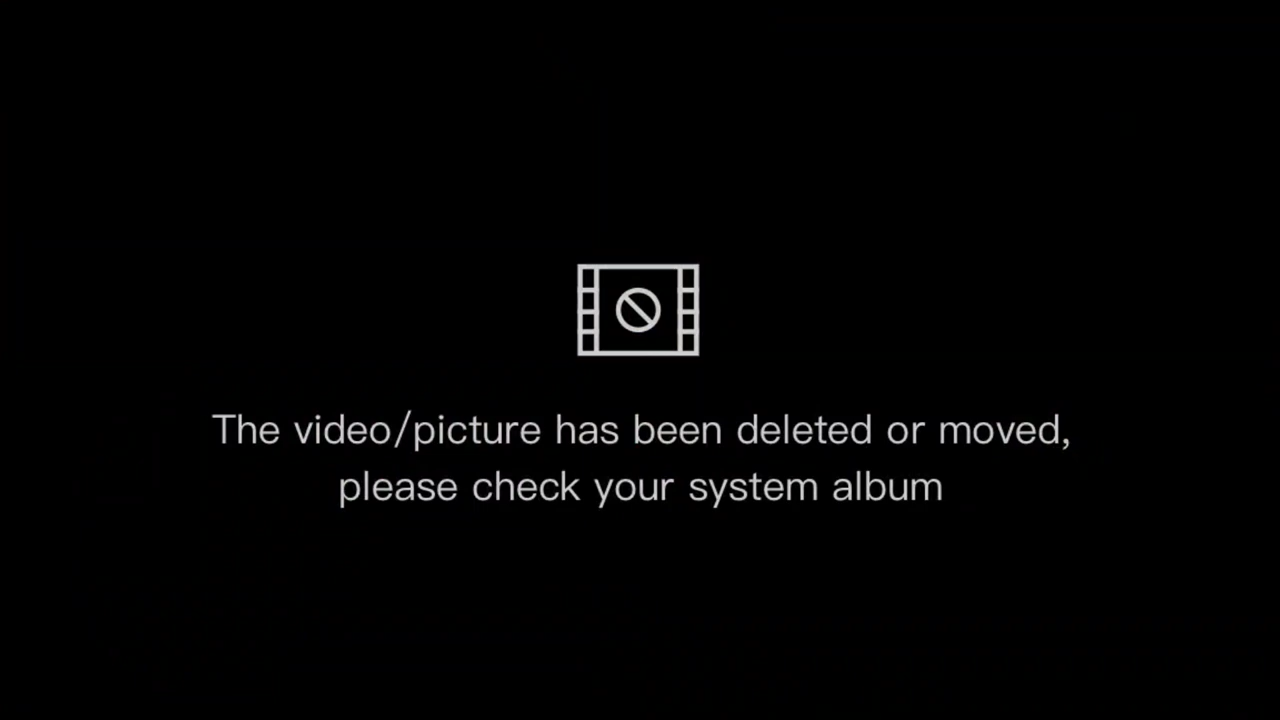 The video/picture has been deleted or moved,
please check your system album